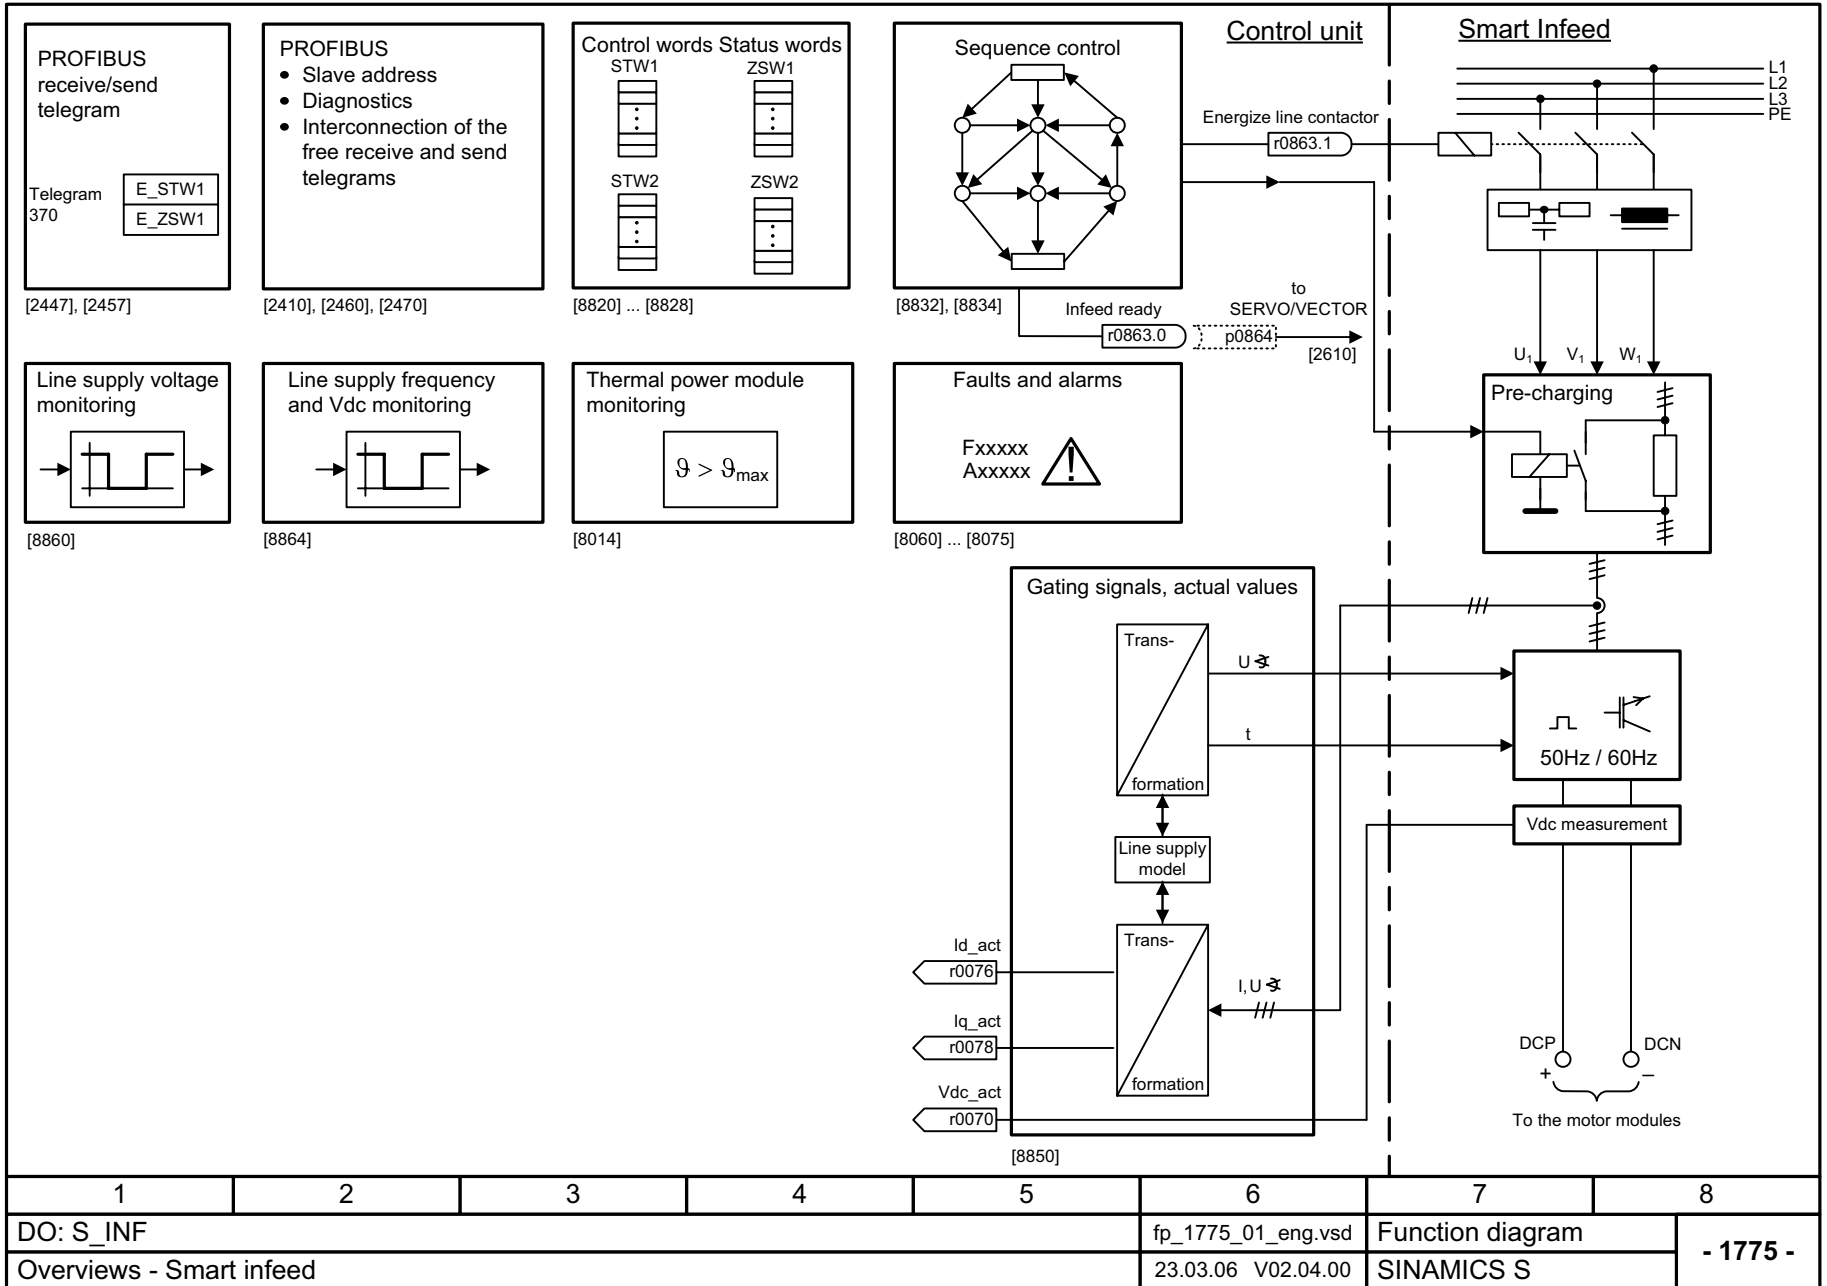 PROFIBUS
receive/send
telegram
Telegram
370
E_STW1
E_ZSW1
[2447], [2457]
PROFIBUS
• Slave address
• Diagnostics
• Interconnection of the
free receive and send
telegrams
[2410], [2460], [2470]
Control words Status words
STW1 ZSW1
STW2 ZSW2
[8820] ... [8828]
Sequence control
[8832], [8834]
Control unit
Smart Infeed
L1
L2
L3
PE
Energize line contactor
r0863.1
Infeed ready
r0863.0
p0864
to
SERVO/VECTOR
[2610]
U1 V1 W1
Pre-charging
Line supply voltage
monitoring
[8860]
Line supply frequency
and Vdc monitoring
[8864]
Thermal power module
monitoring
ϑ > ϑmax
[8014]
Faults and alarms
Fxxxxx
Axxxxx
!
[8060] ... [8075]
Gating signals, actual values
Trans-
formation
U ∢
t
Line supply
model
Trans-
formation
I, U ∢
Id_act
r0076
Iq_act
r0078
Vdc_act
r0070
[8850]
50Hz / 60Hz
Vdc measurement
DCP DCN
+ –
To the motor modules
1 2 3 4 5 6 7 8
DO: S_INF
fp_1775_01_eng.vsd
Function diagram
- 1775 -
Overviews - Smart infeed
23.03.06 V02.04.00
SINAMICS S